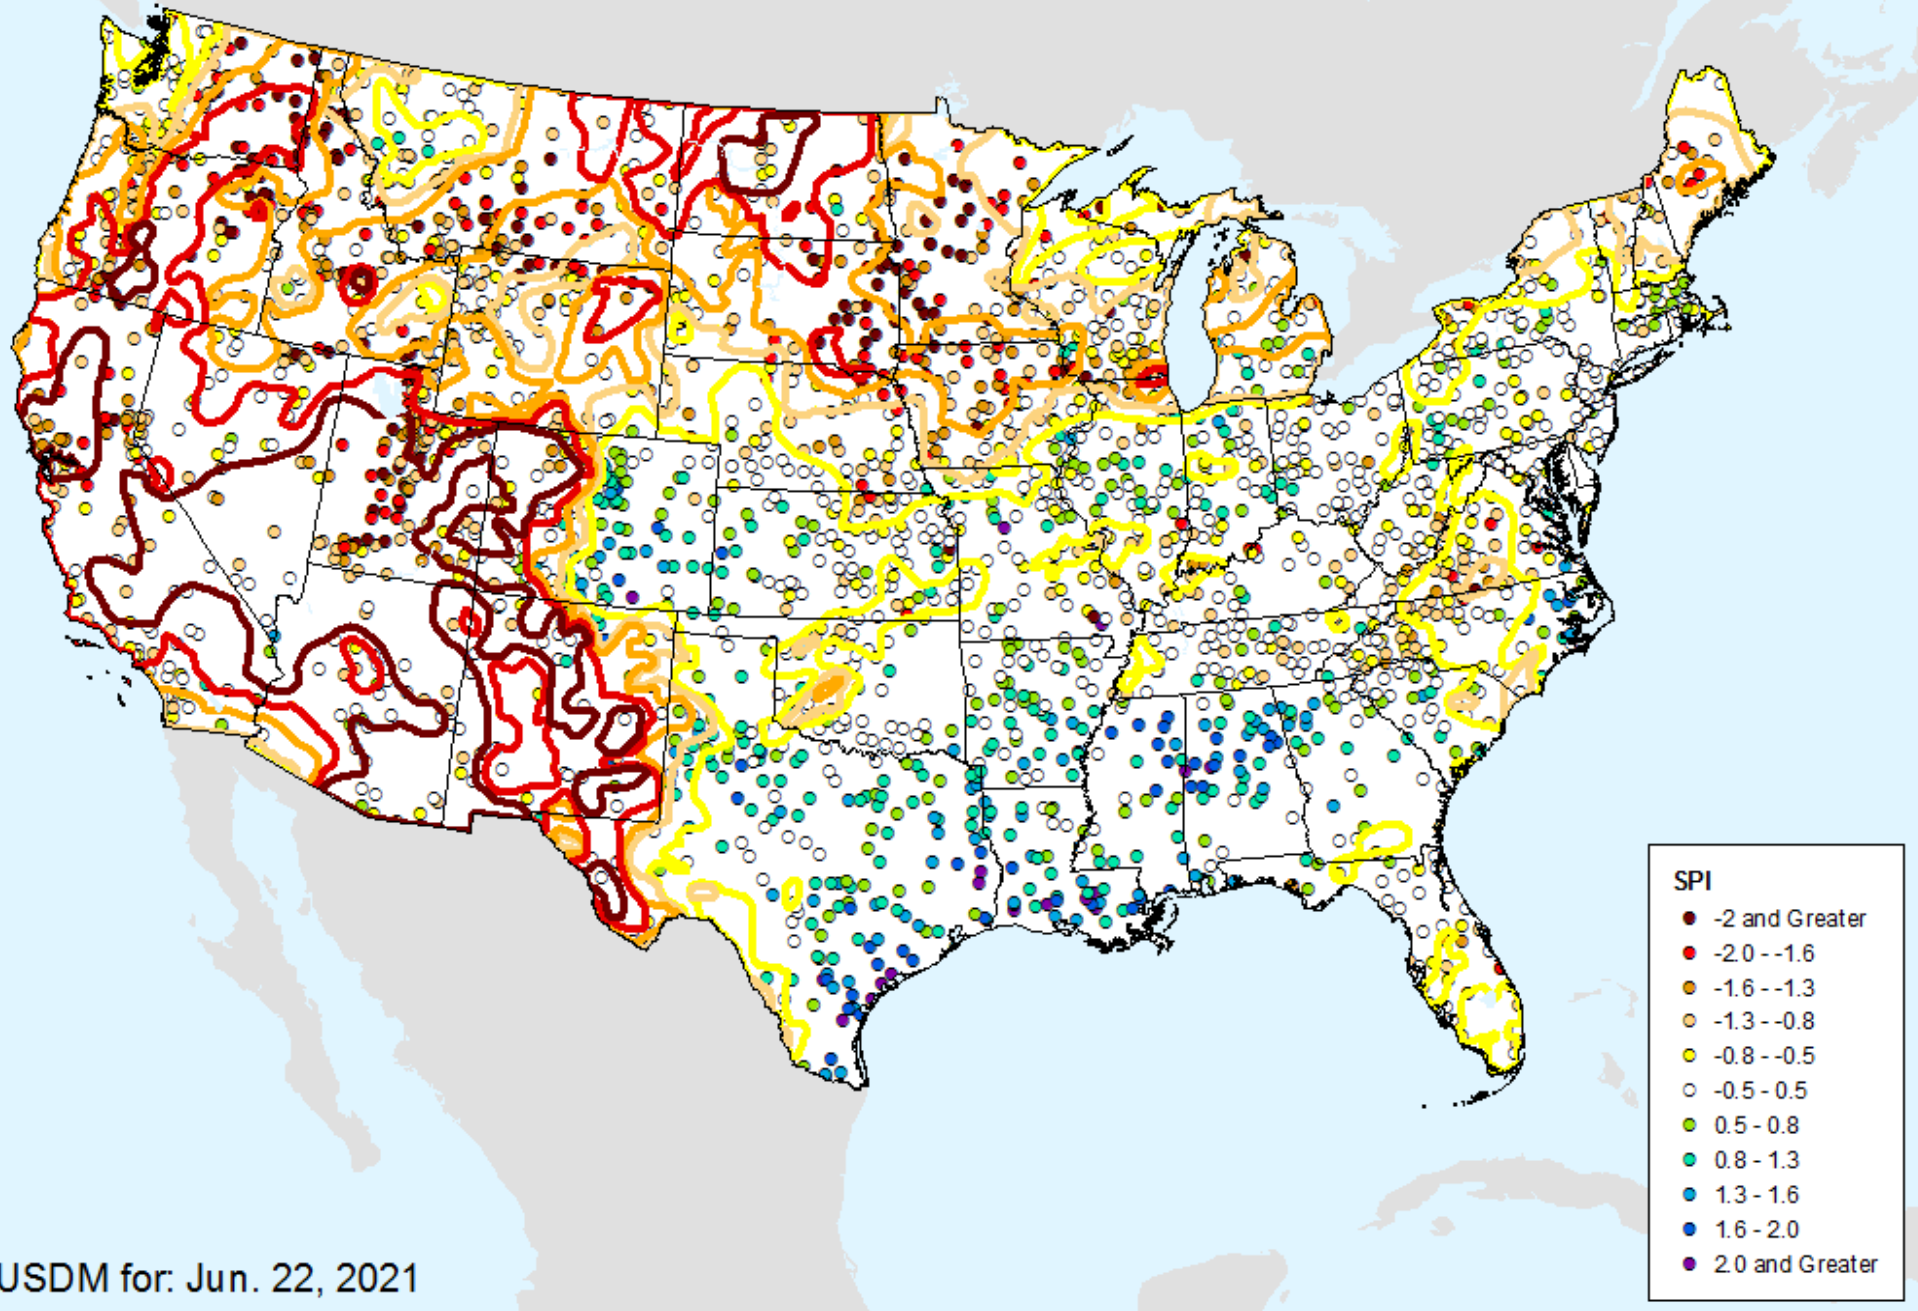 SPI
-2 and Greater
-2.0 - -1.6
-1.6 - -1.3
-1.3 - -0.8
-0.8 - -0.5
-0.5 - 0.5
0.5 - 0.8
0.8 - 1.3
1.3 - 1.6
1.6 - 2.0
2.0 and Greater
USDM for: Jun. 22, 2021